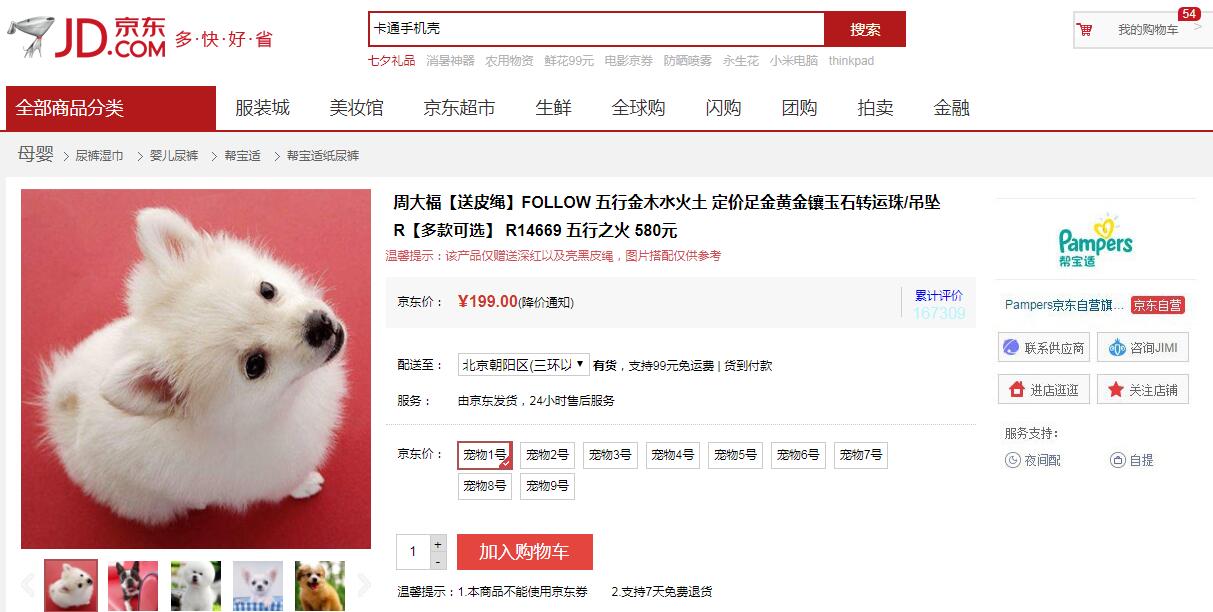 JD 京东 .COM 多·快·好·省
卡通手机壳 搜索
54
我的购物车 >
七夕礼品 消暑神器 农用物资 鲜花99元 电影京券 防晒喷雾 永生花 小米电脑 thinkpad
全部商品分类 服装城 美妆馆 京东超市 生鲜 全球购 闪购 团购 拍卖 金融
母婴 > 尿裤湿巾 > 婴儿尿裤 > 帮宝适 > 帮宝适纸尿裤
周大福【送皮绳】FOLLOW 五行金木水火土 定价足金黄金镶玉石转运珠/吊坠
R【多款可选】 R14669 五行之火 580元
温馨提示：该产品仅赠送深红以及亮黑皮绳，图片搭配仅供参考
京东价： ¥199.00(降价通知)
累计评价
167309
配送至： 北京朝阳区(三环以 有货，支持99元免运费 | 货到付款
服务： 由京东发货，24小时售后服务
京东价： 宠物1号 宠物2号 宠物3号 宠物4号 宠物5号 宠物6号 宠物7号
宠物8号 宠物9号
1 + - 加入购物车
温馨提示：1.本商品不能使用京东券 2.支持7天免费退货
Pampers
帮宝适
Pampers京东自营旗... 京东自营
联系供应商 咨询JIMI
进店逛逛 关注店铺
服务支持：
夜间配 自提